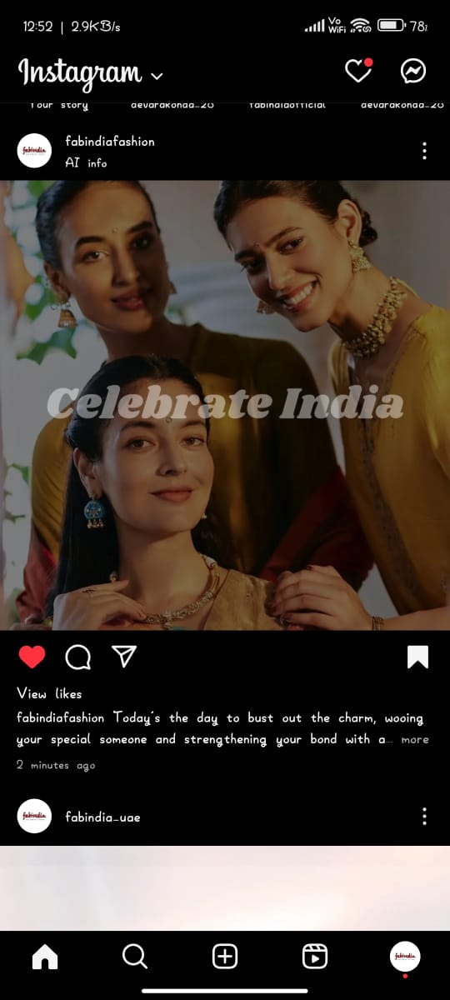 12:52 | 2.9KB/s
Vo
WiFi
78
Instagram
Your story devarakonda_20 fabindiaofficial devarakonda_20
fabindia
fabindiafashion
AI info
Celebrate India
View likes
fabindiafashion Today's the day to bust out the charm, wooing
your special someone and strengthening your bond with a... more
2 minutes ago
fabindia
fabindia_uae
fabindia